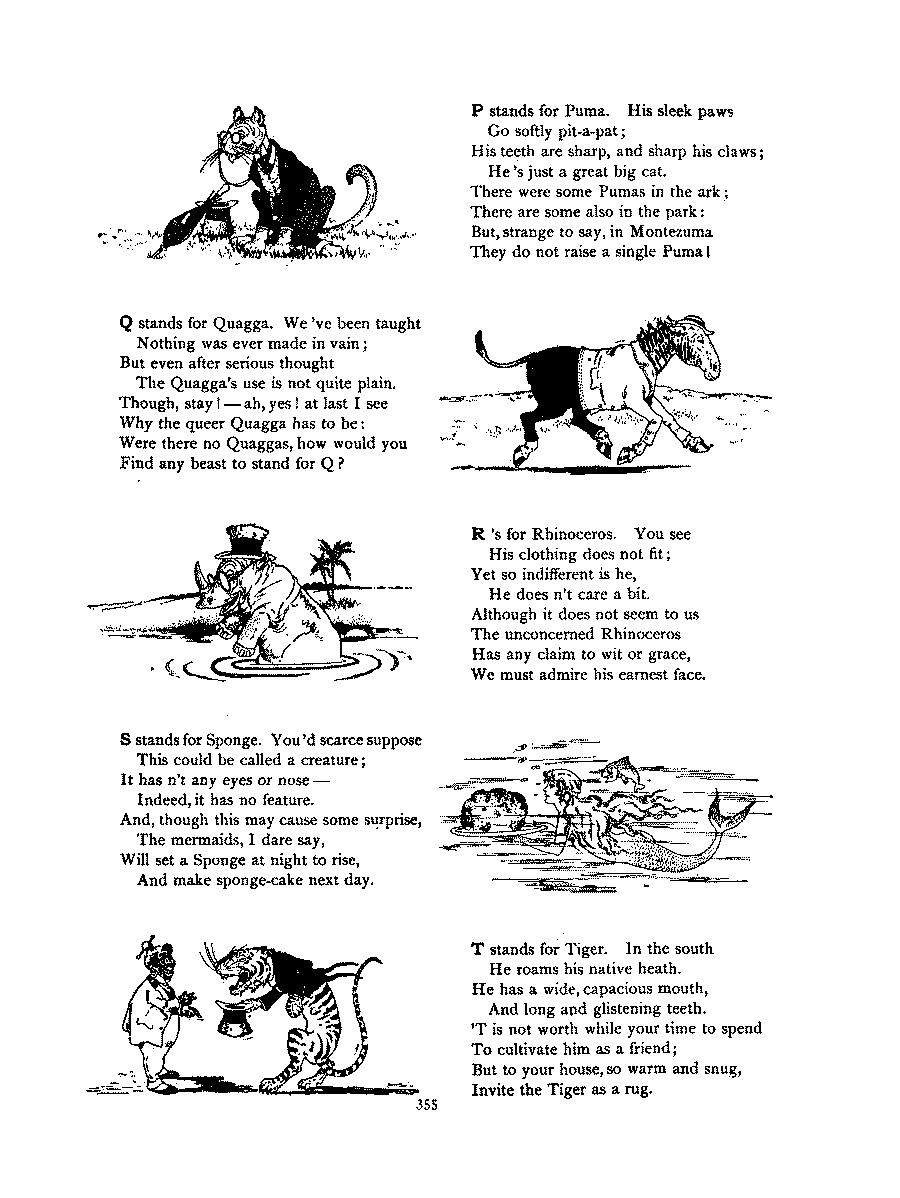 P stands for Puma. His sleek paws
Go softly pit-a-pat;
His teeth are sharp, and sharp his claws;
He's just a great big cat.
There were some Pumas in the ark;
There are some also in the park:
But, strange to say, in Montezuma
They do not raise a single Puma!
Q stands for Quagga. We've been taught
Nothing was ever made in vain;
But even after serious thought
The Quagga's use is not quite plain.
Though, stay! — ah, yes! at last I see
Why the queer Quagga has to be:
Were there no Quaggas, how would you
Find any beast to stand for Q?
R's for Rhinoceros. You see
His clothing does not fit;
Yet so indifferent is he,
He does n't care a bit.
Although it does not seem to us
The unconcerned Rhinoceros
Has any claim to wit or grace,
We must admire his earnest face.
S stands for Sponge. You'd scarce suppose
This could be called a creature;
It has n't any eyes or nose —
Indeed, it has no feature.
And, though this may cause some surprise,
The mermaids, I dare say,
Will set a Sponge at night to rise,
And make sponge-cake next day.
T stands for Tiger. In the south
He roams his native heath.
He has a wide, capacious mouth,
And long and glistening teeth.
'T is not worth while your time to spend
To cultivate him as a friend;
But to your house, so warm and snug,
Invite the Tiger as a rug.
355